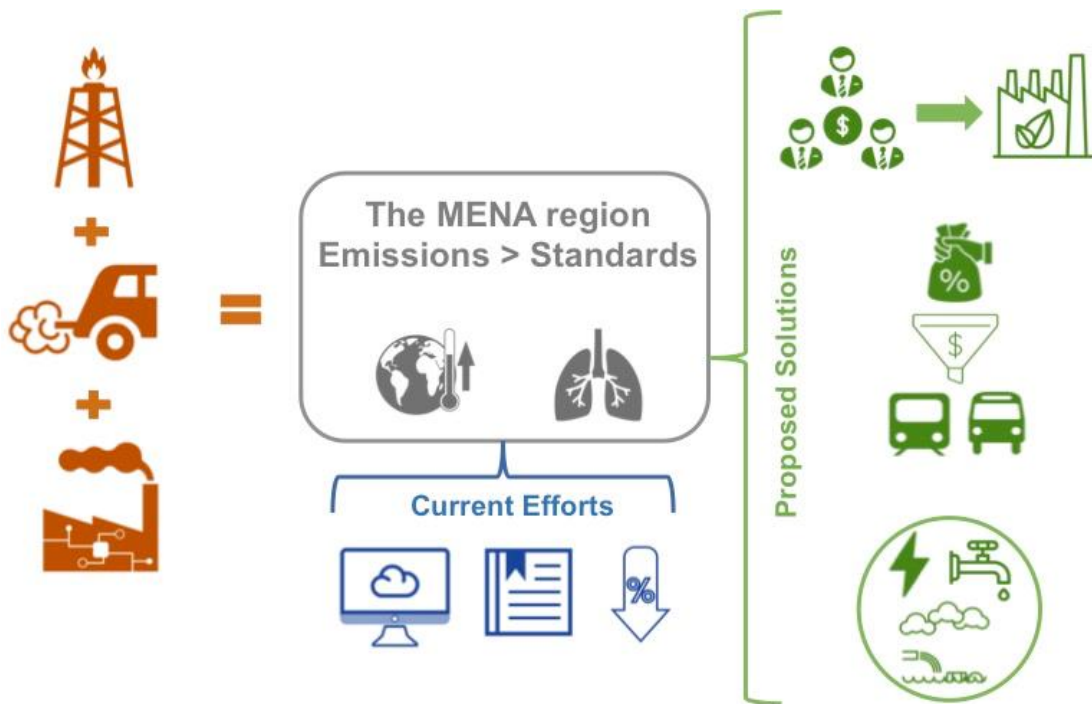 The MENA region
Emissions > Standards
Current Efforts
%
Proposed Solutions
$
%
$